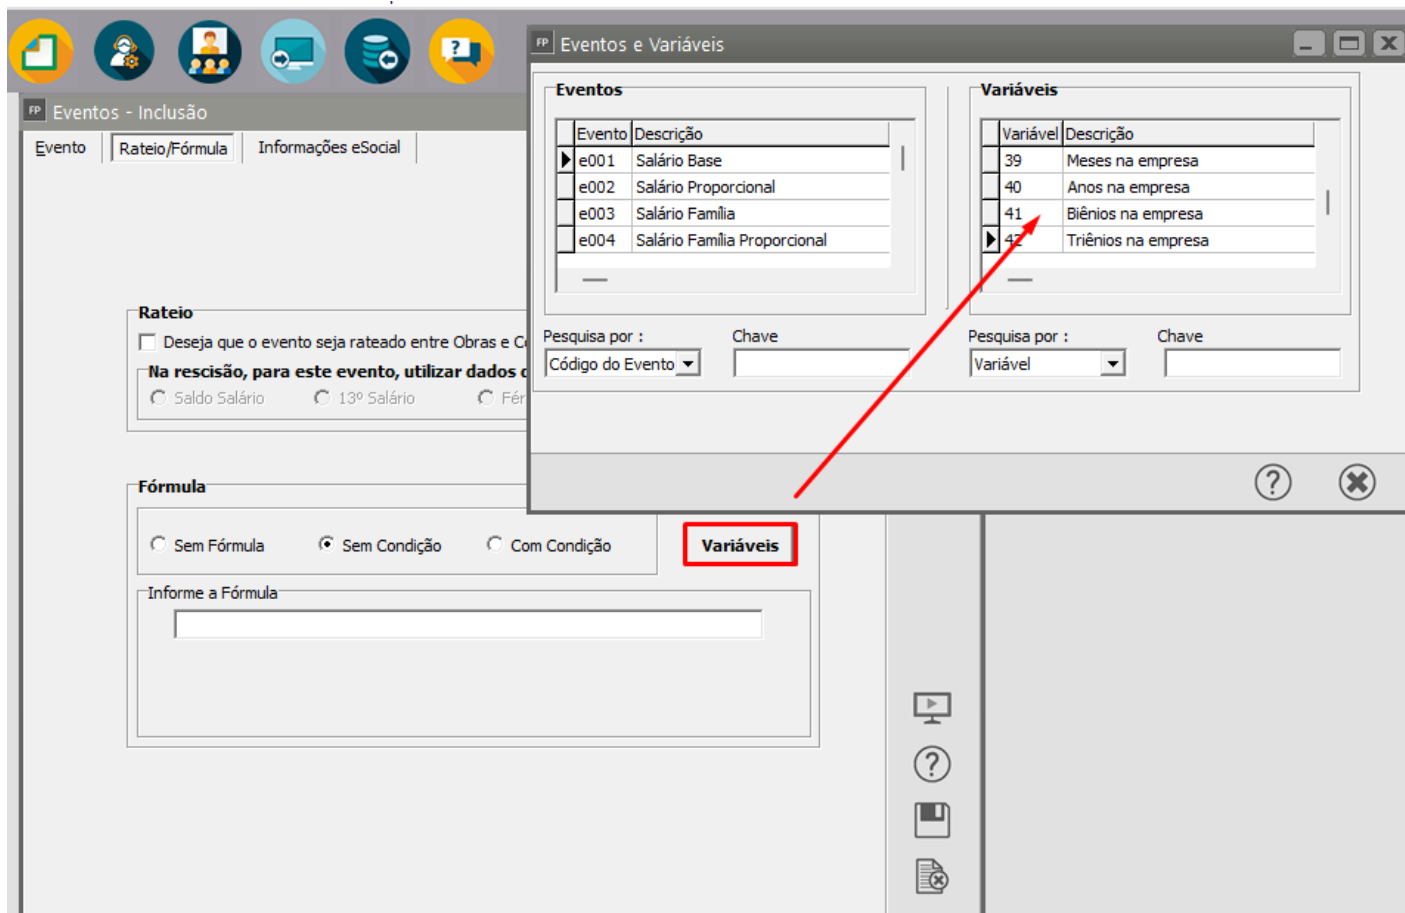 FP Eventos e Variáveis
Eventos
Evento Descrição
e001 Salário Base
e002 Salário Proporcional
e003 Salário Família
e004 Salário Família Proporcional
Variáveis
Variável Descrição
39 Meses na empresa
40 Anos na empresa
41 Biênios na empresa
42 Triênios na empresa
Pesquisa por :
Chave
Código do Evento
Pesquisa por :
Chave
Variável
FP Eventos - Inclusão
Evento
Rateio/Fórmula
Informações eSocial
Rateio
Deseja que o evento seja rateado entre Obras e
Na rescisão, para este evento, utilizar dados
Saldo Salário
13º Salário
Fér
Fórmula
Sem Fórmula
Sem Condição
Com Condição
Variáveis
Informe a Fórmula